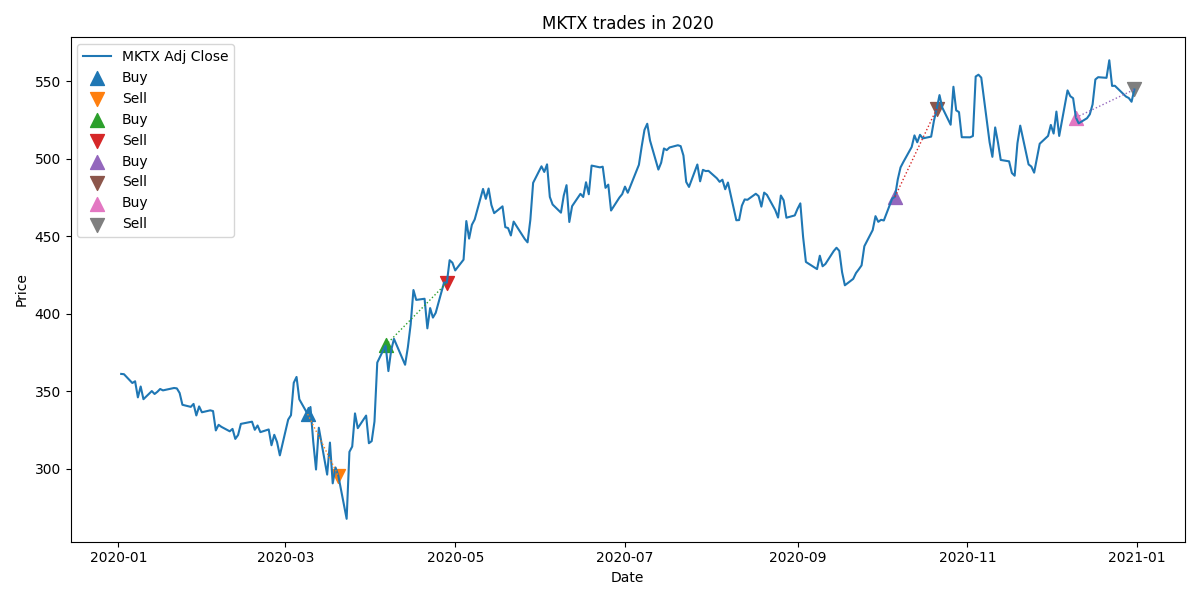 MKTX trades in 2020
MKTX Adj Close
Buy
Sell
Buy
Sell
Buy
Sell
Buy
Sell
Price
550
500
450
400
350
300
2020-01
2020-03
2020-05
2020-07
2020-09
2020-11
2021-01
Date